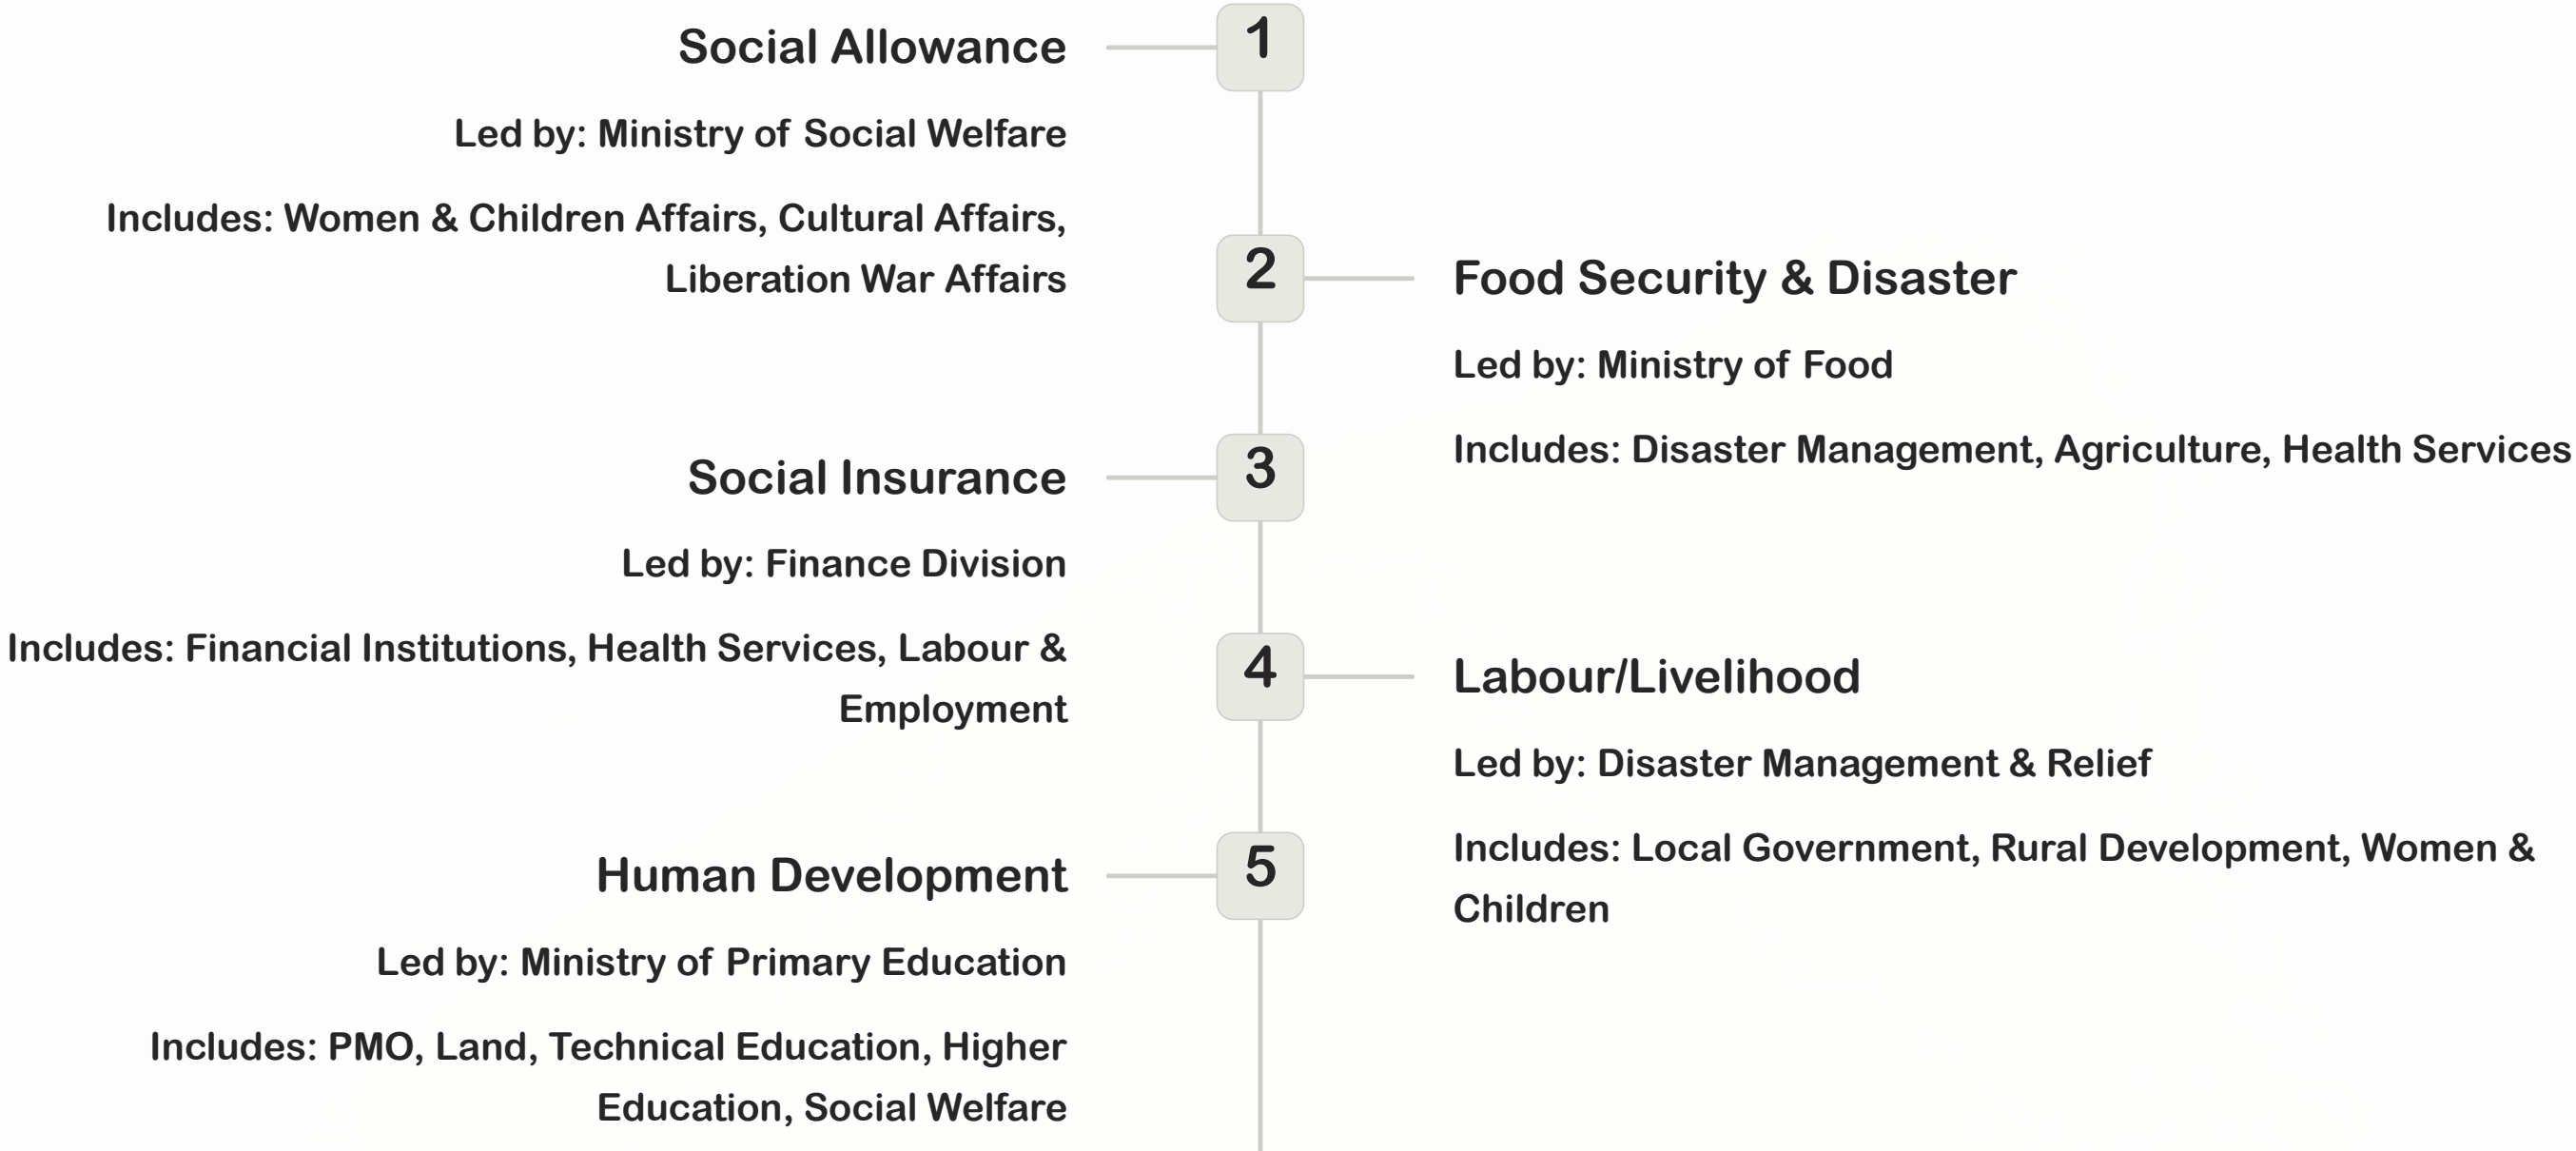 1
Social Allowance
Led by: Ministry of Social Welfare
Includes: Women & Children Affairs, Cultural Affairs,
Liberation War Affairs
2
Food Security & Disaster
Led by: Ministry of Food
Includes: Disaster Management, Agriculture, Health Services
3
Social Insurance
Led by: Finance Division
Includes: Financial Institutions, Health Services, Labour &
Employment
4
Labour/Livelihood
Led by: Disaster Management & Relief
Includes: Local Government, Rural Development, Women &
Children
5
Human Development
Led by: Ministry of Primary Education
Includes: PMO, Land, Technical Education, Higher
Education, Social Welfare